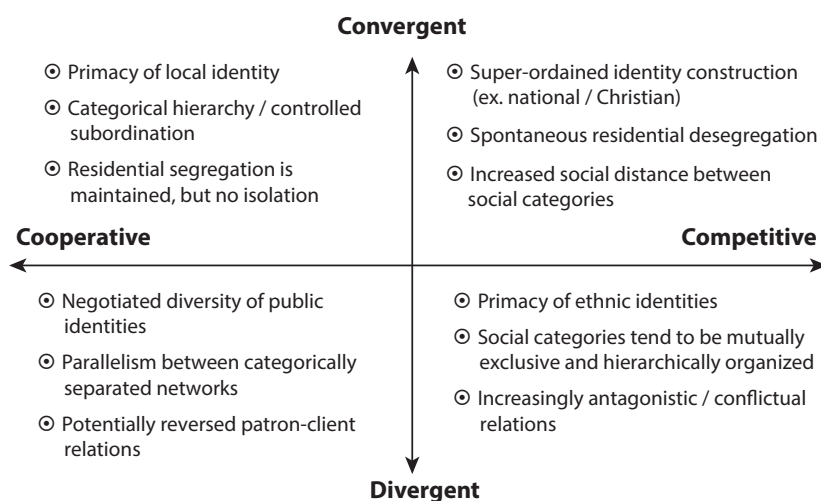 Convergent
⊙ Primacy of local identity
⊙ Categorical hierarchy / controlled
subordination
⊙ Residential segregation is
maintained, but no isolation
⊙ Super-ordained identity construction
(ex. national / Christian)
⊙ Spontaneous residential desegregation
⊙ Increased social distance between
social categories
Cooperative
Competitive
⊙ Negotiated diversity of public
identities
⊙ Parallelism between categorically
separated networks
⊙ Potentially reversed patron-client
relations
⊙ Primacy of ethnic identities
⊙ Social categories tend to be mutually
exclusive and hierarchically organized
⊙ Increasingly antagonistic / conflictual
relations
Divergent